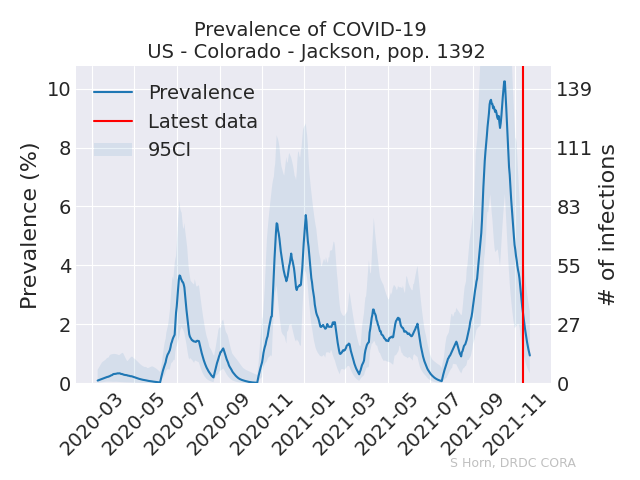 Prevalence of COVID-19
US - Colorado - Jackson, pop. 1392
Prevalence
Latest data
95CI
Prevalence (%)
10
8
6
4
2
0
139
111
83
55
27
0
# of infections
2020-03
2020-05
2020-07
2020-09
2020-11
2021-01
2021-03
2021-05
2021-07
2021-09
2021-11
S Horn, DRDC CORA